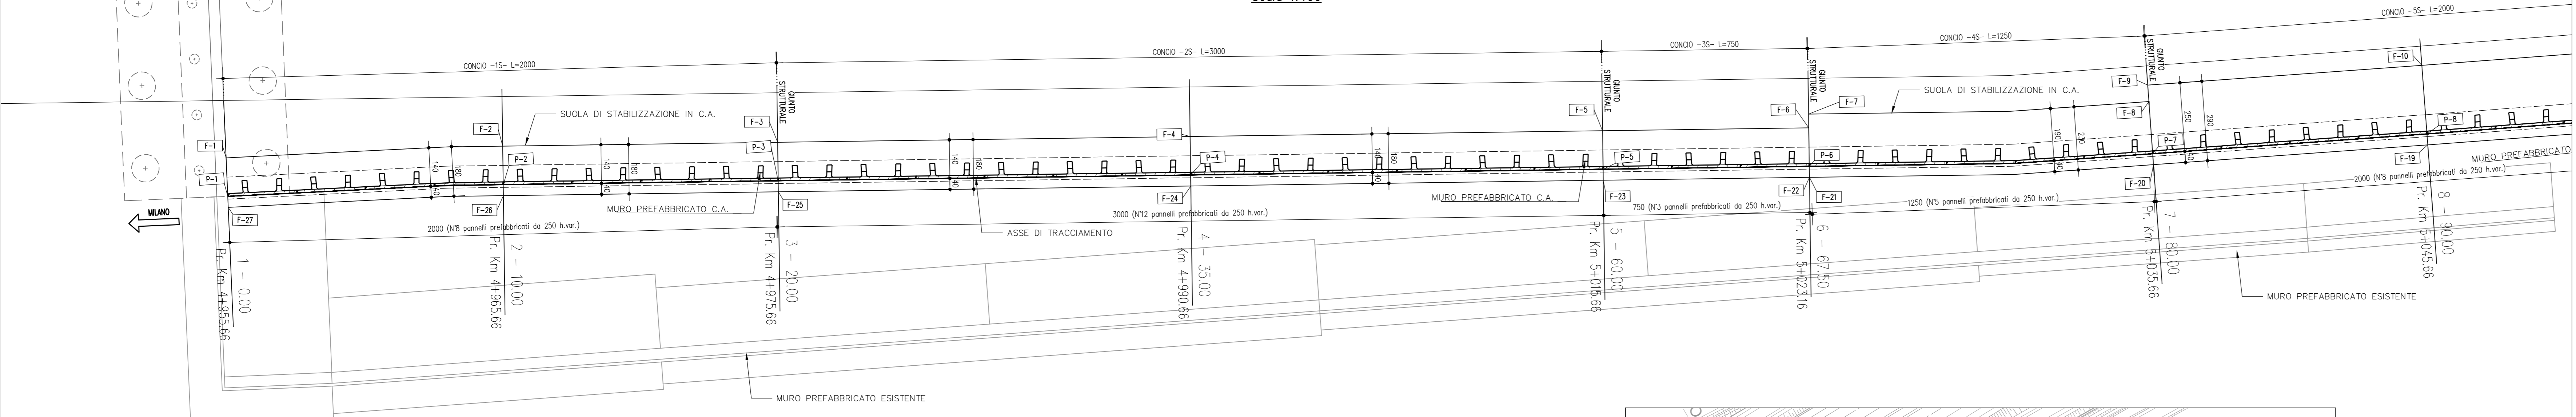 CONCIO -1S- L=2000
CONCIO -2S- L=3000
CONCIO -3S- L=750
CONCIO -4S- L=1250
CONCIO -5S- L=2000
GIUNTO
STRUTTURALE
GIUNTO
STRUTTURALE
GIUNTO
STRUTTURALE
GIUNTO
STRUTTURALE
SUOLA DI STABILIZZAZIONE IN C.A.
SUOLA DI STABILIZZAZIONE IN C.A.
F-1
F-2
F-3
F-4
F-5
F-6
F-7
F-8
F-9
F-10
P-1
P-2
P-3
P-4
P-5
P-6
P-7
P-8
140
180
40
140
180
40
140
180
40
140
180
40
190
230
40
250
290
40
F-27
F-26
F-25
F-24
F-23
F-22
F-21
F-20
F-19
MILANO
MURO PREFABBRICATO C.A.
MURO PREFABBRICATO C.A.
MURO PREFABBRICATO
ASSE DI TRACCIAMENTO
2000 (N°8 pannelli prefabbricati da 250 h.var.)
3000 (N°12 pannelli prefabbricati da 250 h.var.)
750 (N°3 pannelli prefabbricati da 250 h.var.)
1250 (N°5 pannelli prefabbricati da 250 h.var.)
2000 (N°8 pannelli prefabbricati da 250 h.var.)
1 - 0.00
Pr. Km 4+955.66
2 - 10.00
Pr. Km 4+965.66
3 - 20.00
Pr. Km 4+975.66
4 - 35.00
Pr. Km 4+990.66
5 - 60.00
Pr. Km 5+015.66
6 - 67.50
Pr. Km 5+023.16
7 - 80.00
Pr. Km 5+035.66
8 - 90.00
Pr. Km 5+045.66
MURO PREFABBRICATO ESISTENTE
MURO PREFABBRICATO ESISTENTE